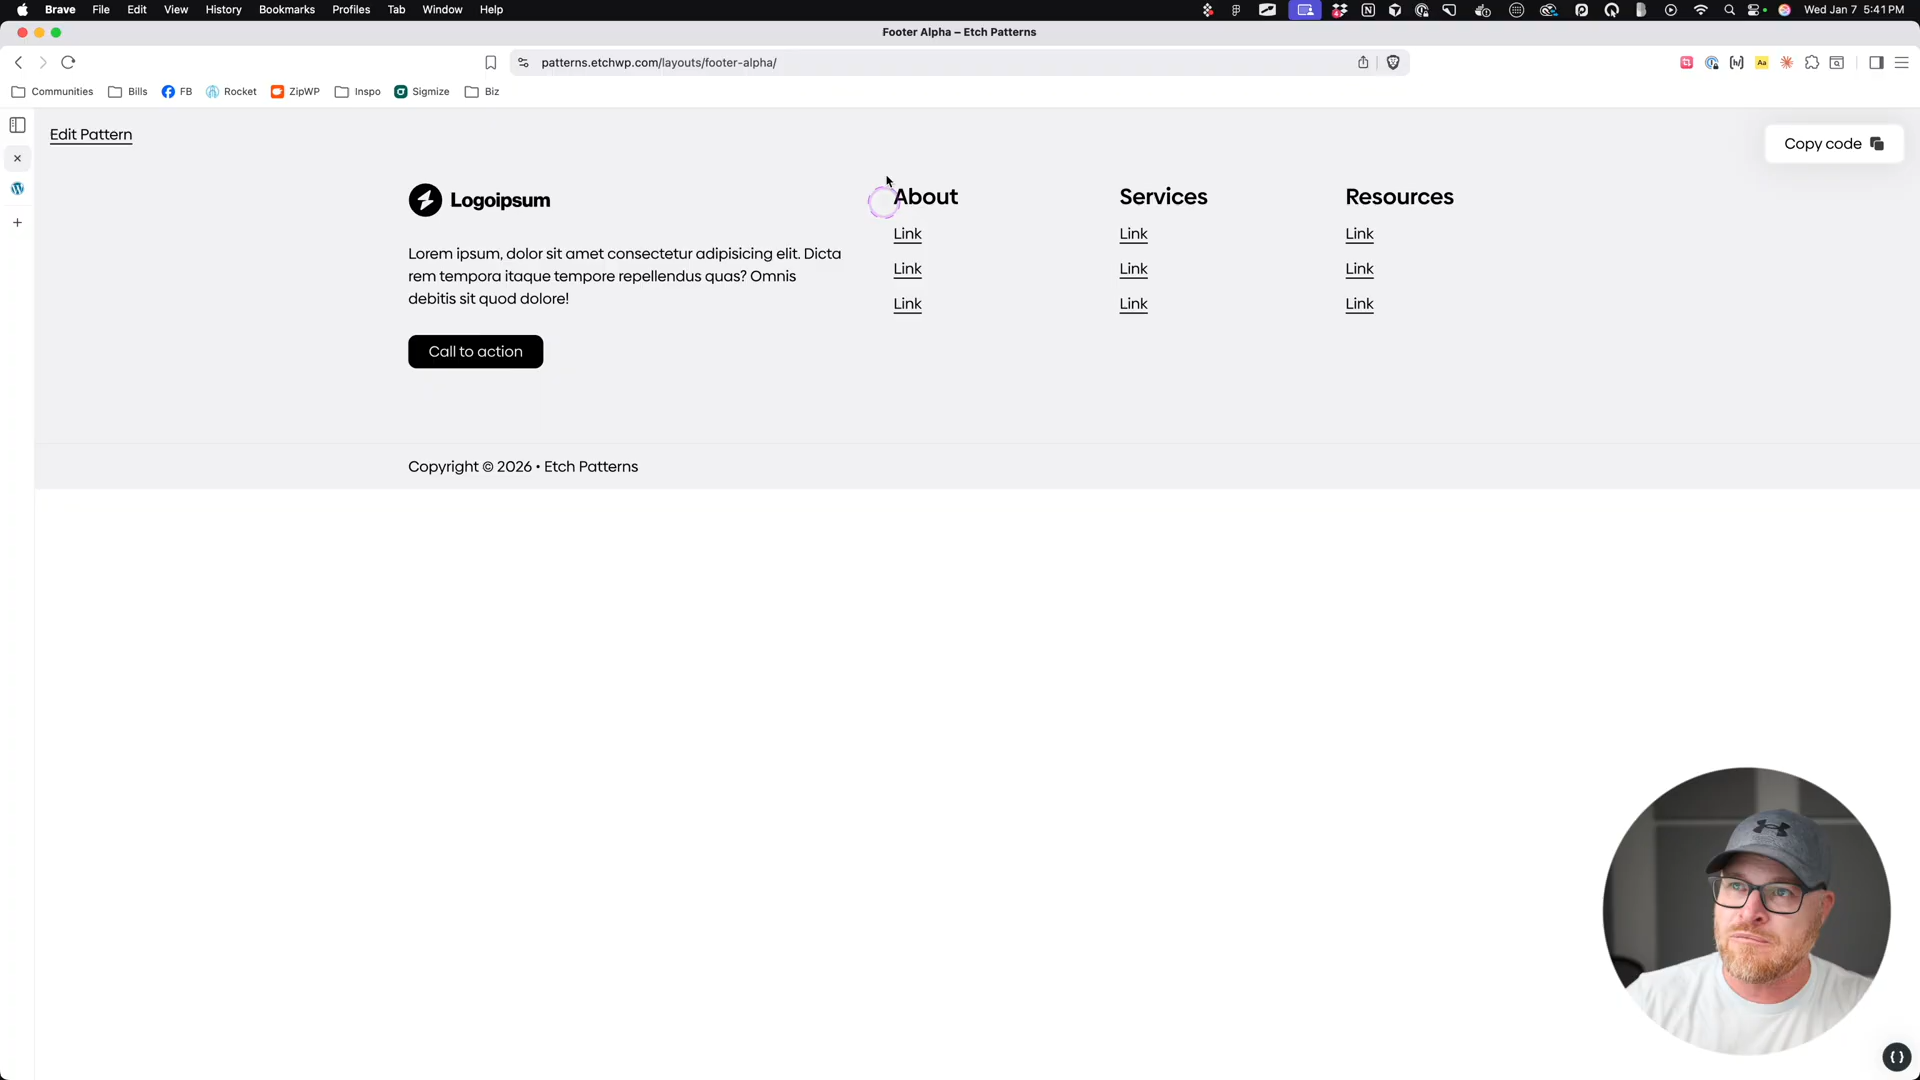 Brave File Edit View History Bookmarks Profiles Tab Window Help
Wed Jan 7 5:41 PM
Footer Alpha – Etch Patterns
patterns.etchwp.com/layouts/footer-alpha/
Communities Bills FB Rocket ZipWP Inspo Sigmize Biz
Edit Pattern
Copy code
Logoipsum
Lorem ipsum, dolor sit amet consectetur adipisicing elit. Dicta
rem tempora itaque tempore repellendus quas? Omnis
debitis sit quod dolore!
Call to action
About
Link
Link
Link
Services
Link
Link
Link
Resources
Link
Link
Link
Copyright © 2026 • Etch Patterns